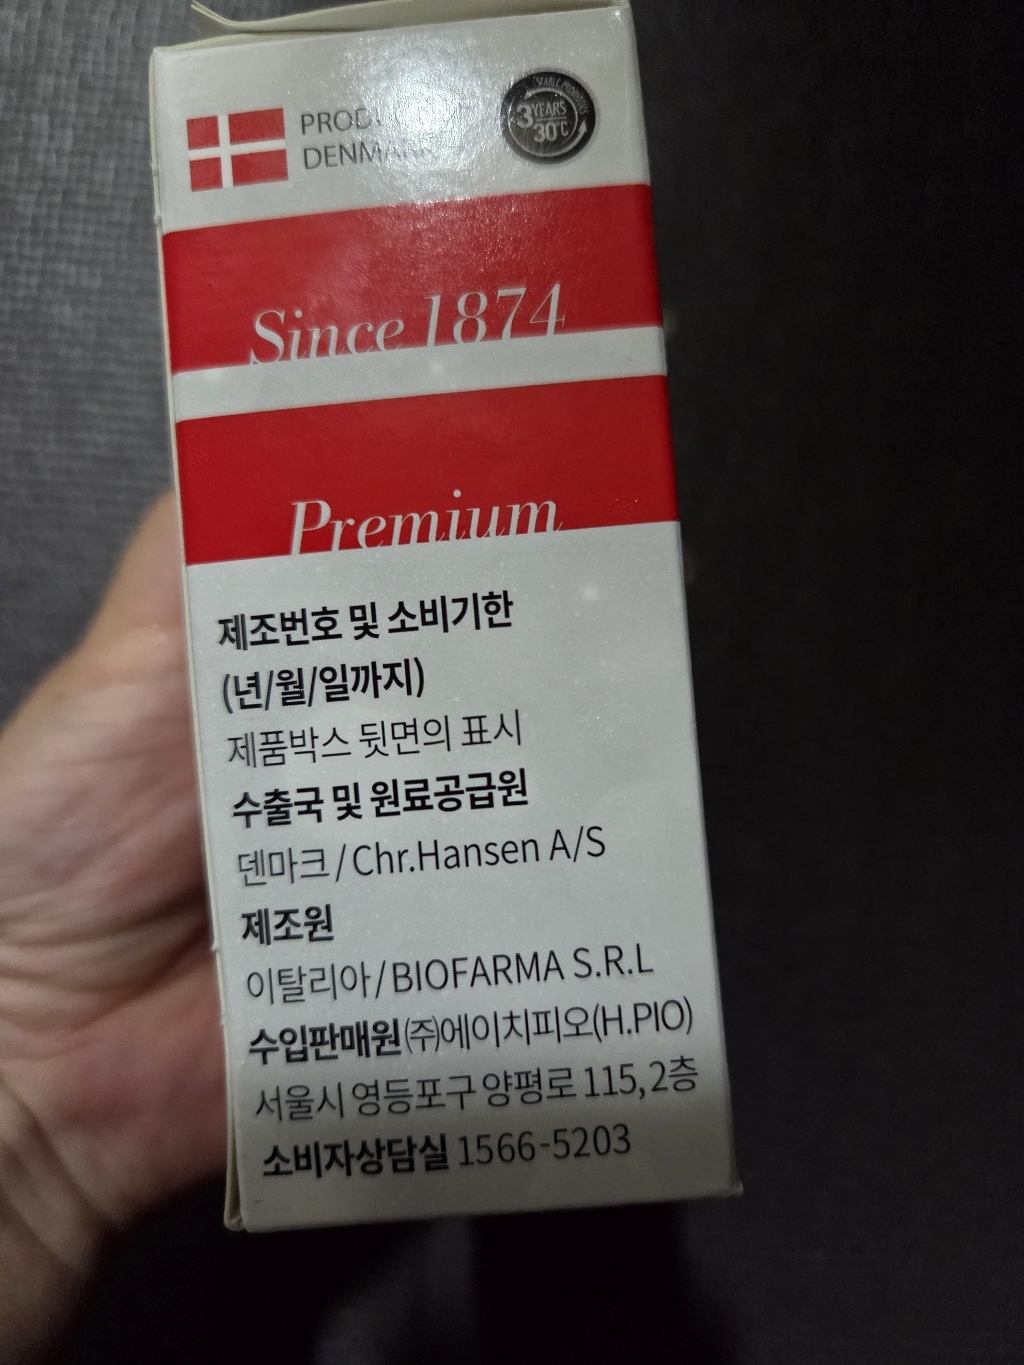 DENMARK
STABLE PROBIOTICS
3 YEARS
30°C
Since 1874
Premium
제조번호 및 소비기한
(년/월/일까지)
제품박스 뒷면의 표시
수출국 및 원료공급원
덴마크/Chr.Hansen A/S
제조원
이탈리아/BIOFARMA S.R.L
수입판매원 ㈜에이치피오(H.PIO)
서울시 영등포구 양평로 115, 2층
소비자상담실 1566-5203